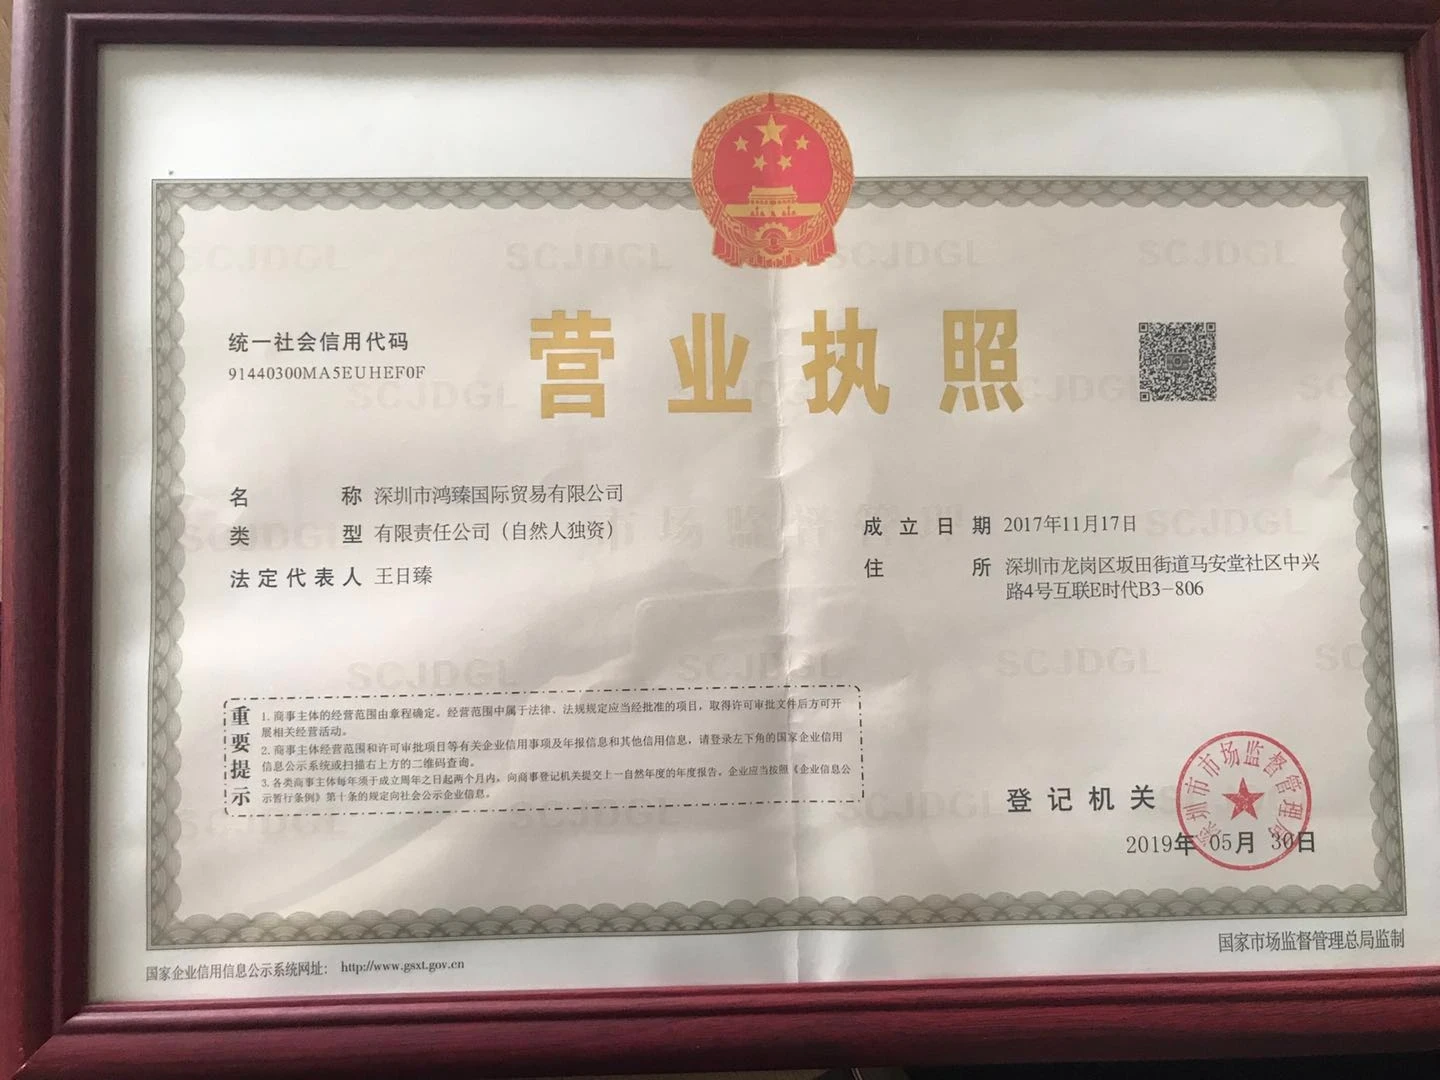 营业执照
统一社会信用代码
91440300MA5EUHEF0F
名 称 深圳市鸿臻国际贸易有限公司
类 型 有限责任公司（自然人独资）
法定代表人 王日臻
成立日期 2017年11月17日
住 所 深圳市龙岗区坂田街道马安堂社区中兴
路4号互联E时代B3-806
重要提示
1.商事主体的经营范围由章程确定。经营范围中属于法律、法规规定应当经批准的项目，取得许可审批文件后方可开
展相关经营活动。
2.商事主体经营范围和许可审批项目等有关企业信用事项及年报信息和其他信用信息，请登录左下角的国家企业信用
信息公示系统或扫描右上方的二维码查询。
3.各类商事主体每年须于成立周年之日起两个月内，向商事登记机关提交上一自然年度的年度报告。企业应当按照《企业信息公
示暂行条例》第十条的规定向社会公示企业信息。
登记机关
深圳市市场监督管理局
2019年 05月 30日
国家企业信用信息公示系统网址： http://www.gsxt.gov.cn
国家市场监督管理总局监制
SCJDGL
市场监督管理